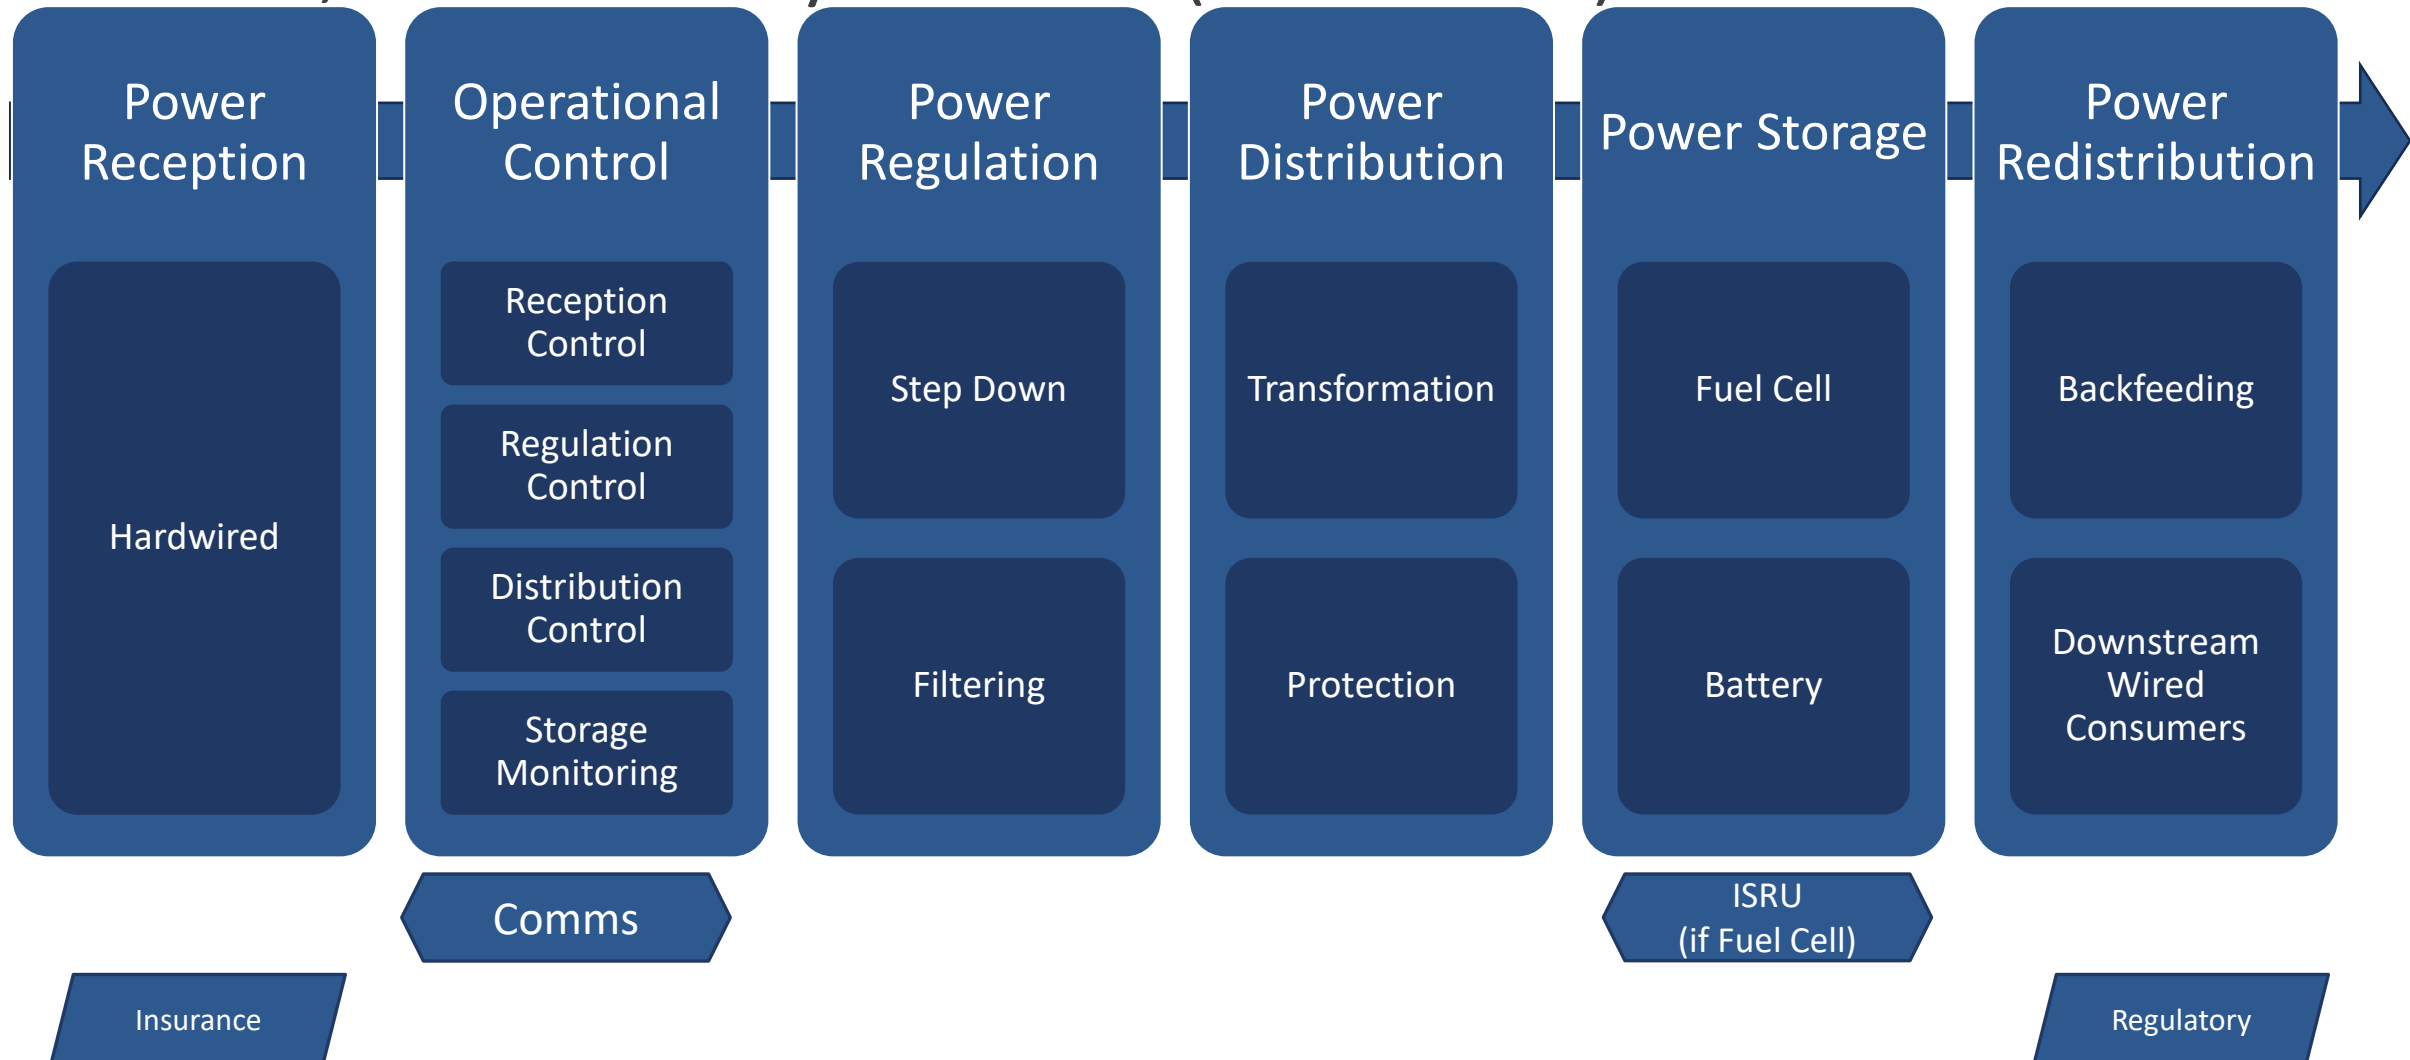 Power
Reception
Operational
Control
Power
Regulation
Power
Distribution
Power Storage
Power
Redistribution
Hardwired
Reception
Control
Regulation
Control
Distribution
Control
Storage
Monitoring
Step Down
Filtering
Transformation
Protection
Fuel Cell
Battery
Backfeeding
Downstream
Wired
Consumers
Comms
ISRU
(if Fuel Cell)
Insurance
Regulatory